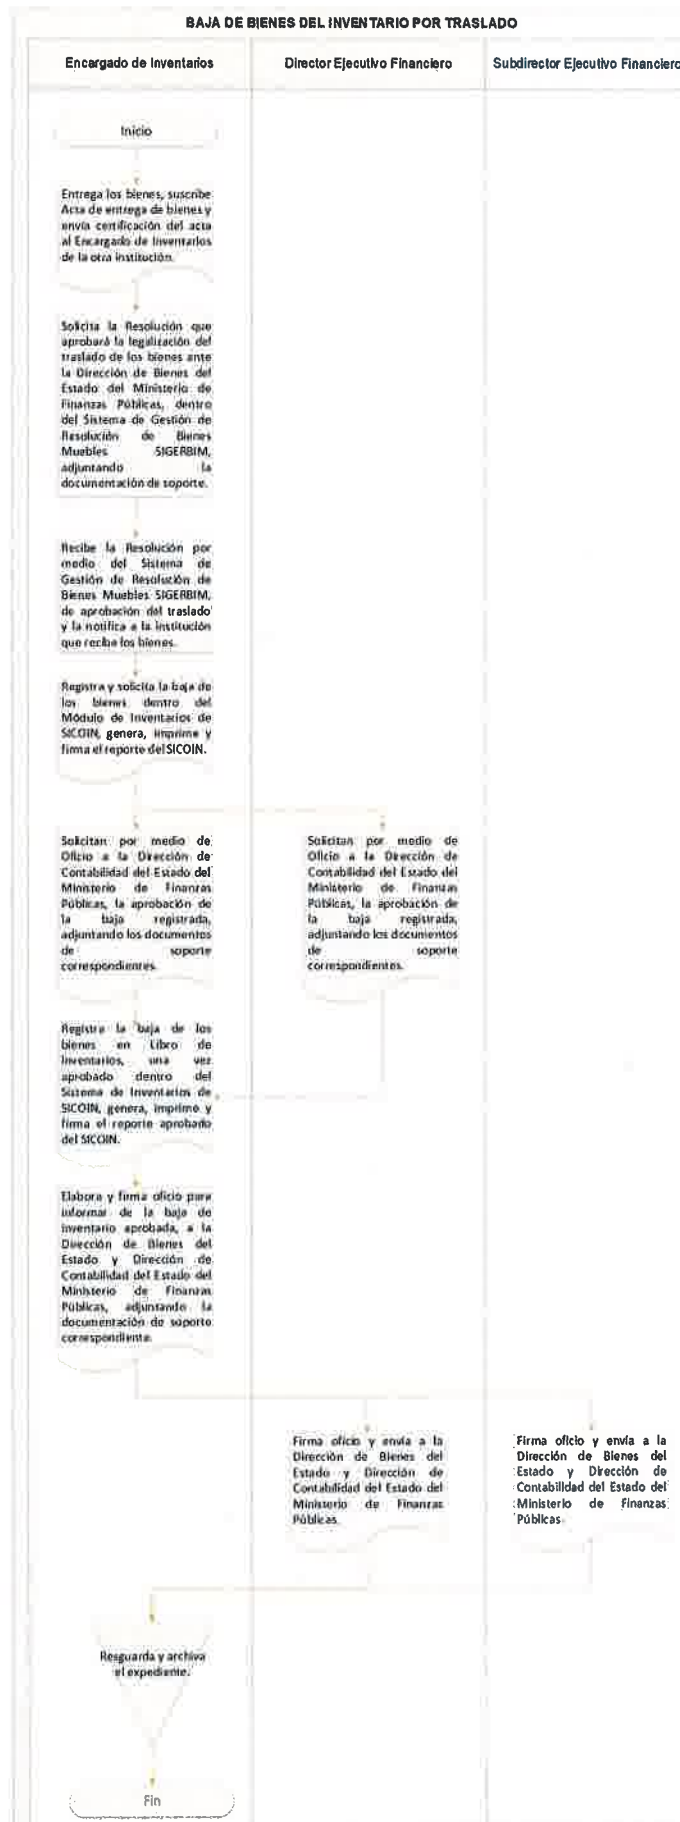 BAJA DE BIENES DEL INVENTARIO POR TRASLADO
Encargado de Inventarios
Director Ejecutivo Financiero
Subdirector Ejecutivo Financiero
Inicio
Entrega los bienes, suscribe
Acta de entrega de bienes y
envía certificación del acta
al Encargado de Inventarios
de la otra institución.
Solicita la Resolución que
aprobará la legalización del
traslado de los bienes ante
la Dirección de Bienes del
Estado del Ministerio de
Finanzas Públicas, dentro
del Sistema de Gestión de
Resolución de Bienes
Muebles SIGERBIM,
adjuntando la
documentación de soporte.
Recibe la Resolución por
medio del Sistema de
Gestión de Resolución de
Bienes Muebles SIGERBIM,
de aprobación del traslado
y la notifica a la institución
que recibe los bienes.
Registra y solicita la baja de
los bienes dentro del
Módulo de Inventarios de
SICOIN, genera, imprime y
firma el reporte del SICOIN.
Solicitan por medio de
Oficio a la Dirección de
Contabilidad del Estado del
Ministerio de Finanzas
Públicas, la aprobación de
la baja registrada,
adjuntando los documentos
de soporte
correspondientes.
Solicitan por medio de
Oficio a la Dirección de
Contabilidad del Estado del
Ministerio de Finanzas
Públicas, la aprobación de
la baja registrada,
adjuntando los documentos
de soporte
correspondientes.
Registra la baja de los
bienes en Libro de
Inventarios, una vez
aprobado dentro del
Sistema de Inventarios de
SICOIN, genera, imprime y
firma el reporte aprobado
del SICOIN.
Elabora y firma oficio para
informar de la baja de
inventario aprobada, a la
Dirección de Bienes del
Estado y Dirección de
Contabilidad del Estado del
Ministerio de Finanzas
Públicas, adjuntando la
documentación de soporte
correspondiente.
Firma oficio y envía a la
Dirección de Bienes del
Estado y Dirección de
Contabilidad del Estado del
Ministerio de Finanzas
Públicas.
Firma oficio y envía a la
Dirección de Bienes del
Estado y Dirección de
Contabilidad del Estado del
Ministerio de Finanzas
Públicas.
Resguarda y archiva
el expediente.
Fin